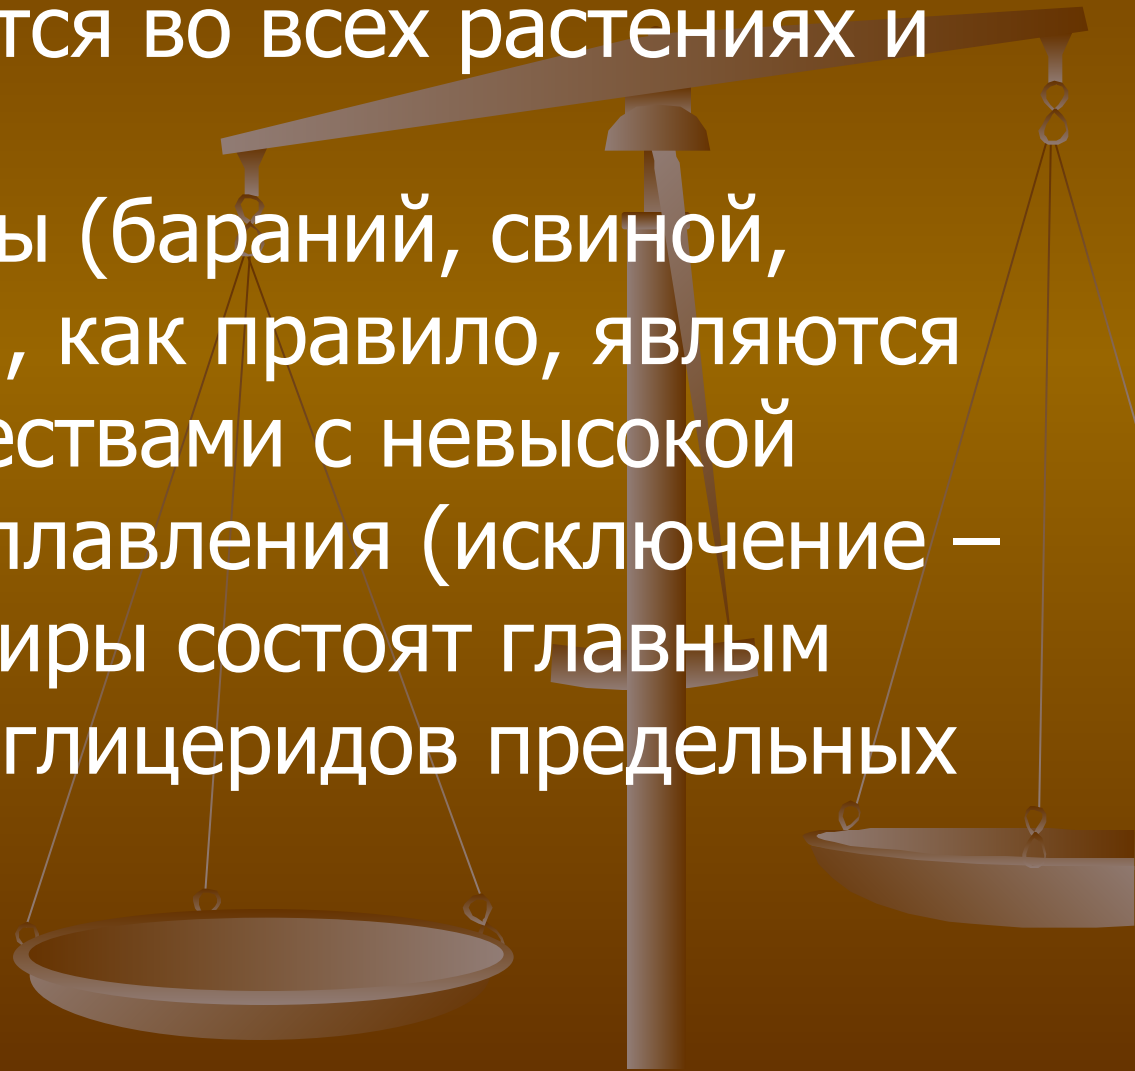 тся во всех растениях и
ы (бараний, свиной,
, как правило, являются
ествами с невысокой
плавления (исключение –
иры состоят главным
глицеридов предельных